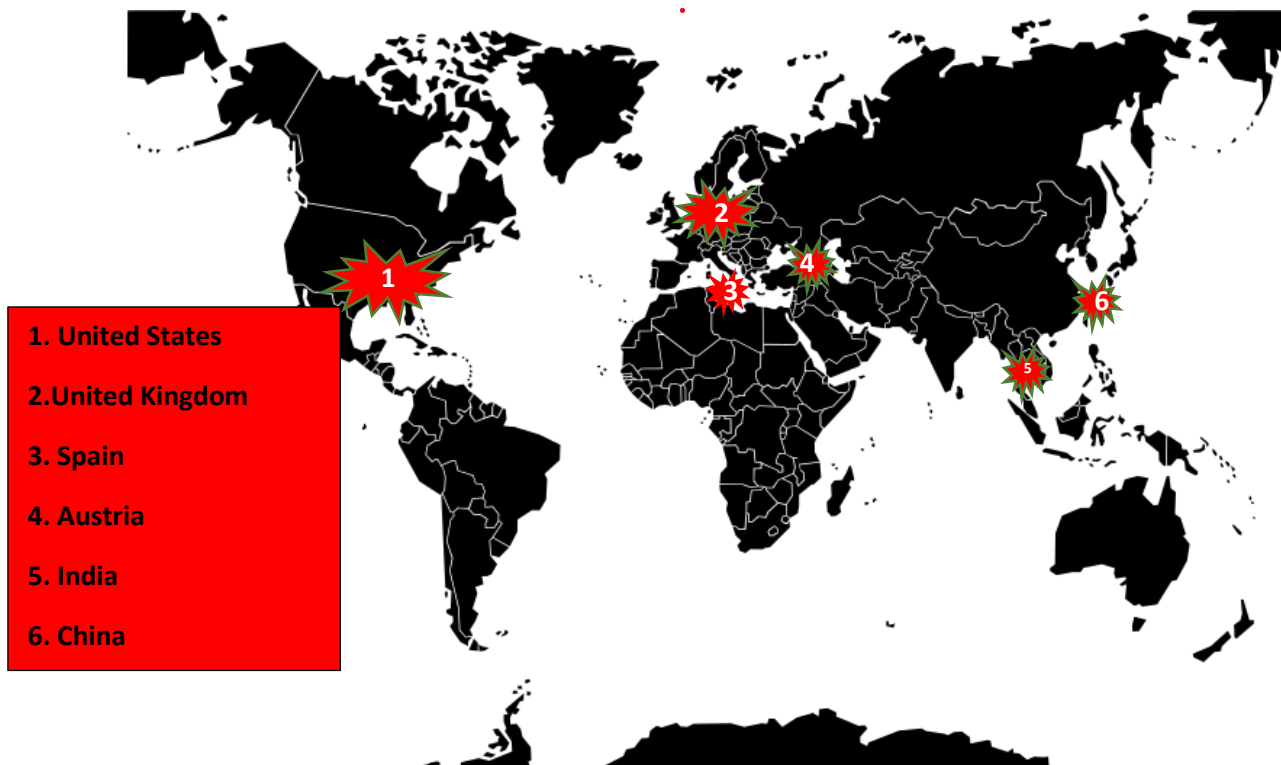 2
4
1
3
6
5
1. United States
2.United Kingdom
3. Spain
4. Austria
5. India
6. China